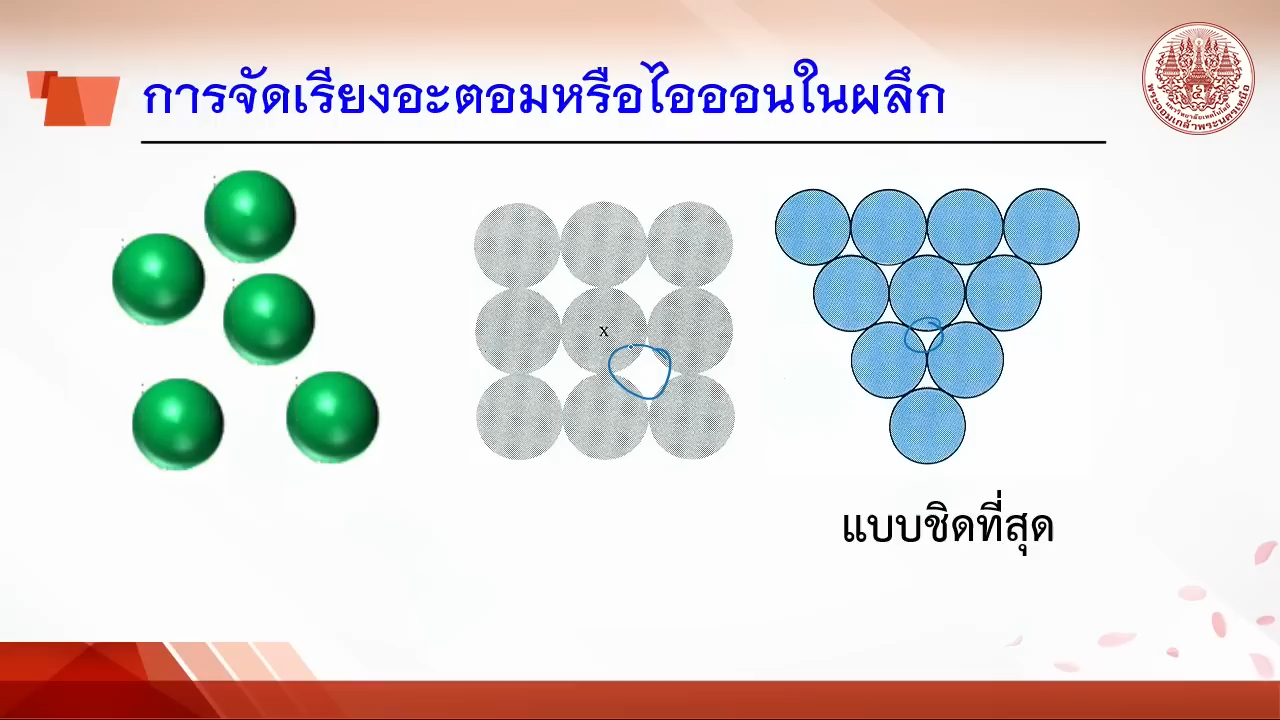 การจัดเรียงอะตอมหรือไอออนในผลึก
x
แบบชิดที่สุด